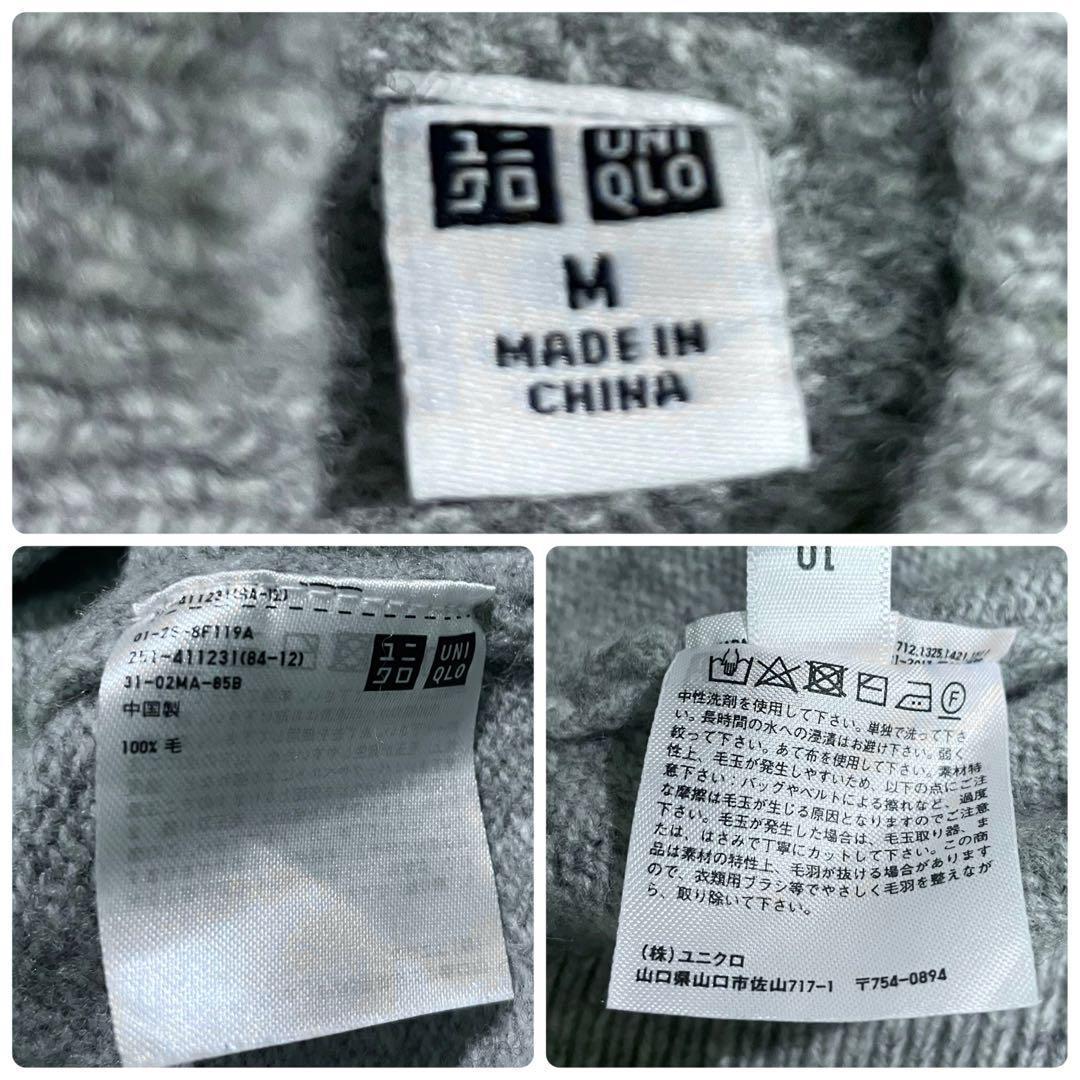 ユニ
クロ
UNI
QLO
M
MADE IN
CHINA
411231(84-12)
01-25-8F119A
251-411231(84-12)
31-02MA-85B
中国製
100% 毛
ユニ
クロ
UNI
QLO
712,1325,1421,
中性洗剤を使用して下さい。単独で洗って下さ
い。長時間の水への浸漬はお避け下さい。弱く
絞って下さい。あて布を使用して下さい。素材特
性上、毛玉が発生しやすいため、以下の点にご注
意下さい：バッグやベルトによる擦れなど、過度
な摩擦は毛玉が生じる原因となりますのでご注意
下さい。毛玉が発生した場合は、毛玉取り器、ま
たは、はさみで丁寧にカットして下さい。この商
品は素材の特性上、毛羽が抜ける場合があります
ので、衣類用ブラシ等でやさしく毛羽を整えなが
ら、取り除いて下さい。
(株)ユニクロ
山口県山口市佐山717-1 〒754-0894